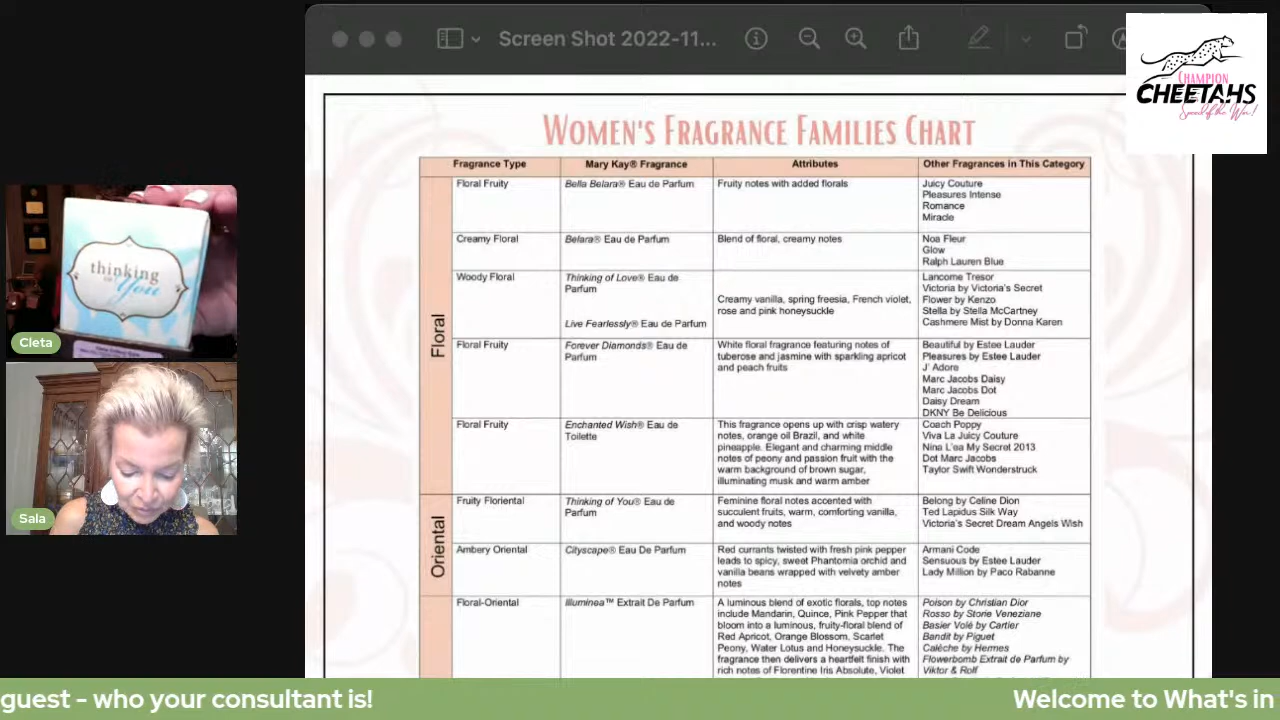 Screen Shot 2022-11...
CHAMPION
CHEETAHS
Speed of the Win!
WOMEN'S FRAGRANCE FAMILIES CHART
Fragrance Type Mary Kay® Fragrance Attributes Other Fragrances in This Category
Floral
Floral Fruity Bella Belara® Eau de Parfum Fruity notes with added florals Juicy Couture
Pleasures Intense
Romance
Miracle
Creamy Floral Belara® Eau de Parfum Blend of floral, creamy notes Noa Fleur
Glow
Ralph Lauren Blue
Woody Floral Thinking of Love® Eau de Lancome Tresor
Parfum Victoria by Victoria's Secret
Creamy vanilla, spring freesia, French violet, Flower by Kenzo
rose and pink honeysuckle Stella by Stella McCartney
Live Fearlessly® Eau de Parfum Cashmere Mist by Donna Karen
Floral Fruity Forever Diamonds® Eau de White floral fragrance featuring notes of Beautiful by Estee Lauder
Parfum tuberose and jasmine with sparkling apricot Pleasures by Estee Lauder
and peach fruits J' Adore
Marc Jacobs Daisy
Marc Jacobs Dot
Daisy Dream
DKNY Be Delicious
Floral Fruity Enchanted Wish® Eau de This fragrance opens up with crisp watery Coach Poppy
Toilette notes, orange oil Brazil, and white Viva La Juicy Couture
pineapple. Elegant and charming middle Nina L'ea My Secret 2013
notes of peony and passion fruit with the Dot Marc Jacobs
warm background of brown sugar, Taylor Swift Wonderstruck
illuminating musk and warm amber
Oriental
Fruity Floriental Thinking of You® Eau de Feminine floral notes accented with Belong by Celine Dion
Parfum succulent fruits, warm, comforting vanilla, Ted Lapidus Silk Way
and woody notes Victoria's Secret Dream Angels Wish
Ambery Oriental Cityscape® Eau De Parfum Red currants twisted with fresh pink pepper Armani Code
leads to spicy, sweet Phantomia orchid and Sensuous by Estee Lauder
vanilla beans wrapped with velvety amber Lady Million by Paco Rabanne
notes
Floral-Oriental Illuminea™ Extrait De Parfum A luminous blend of exotic florals, top notes Poison by Christian Dior
include Mandarin, Quince, Pink Pepper that Rosso by Storie Veneziane
bloom into a luminous, fruity-floral blend of Basier Volé by Cartier
Red Apricot, Orange Blossom, Scarlet Bandit by Piguet
Peony, Water Lotus and Honeysuckle. The Calèche by Hermes
fragrance then delivers a heartfelt finish with Flowerbomb Extrait de Parfum by
rich notes of Florentine Iris Absolute, Violet Viktor & Rolf
thinking
OF You
Cleta
Sala
guest - who your consultant is! Welcome to What's in